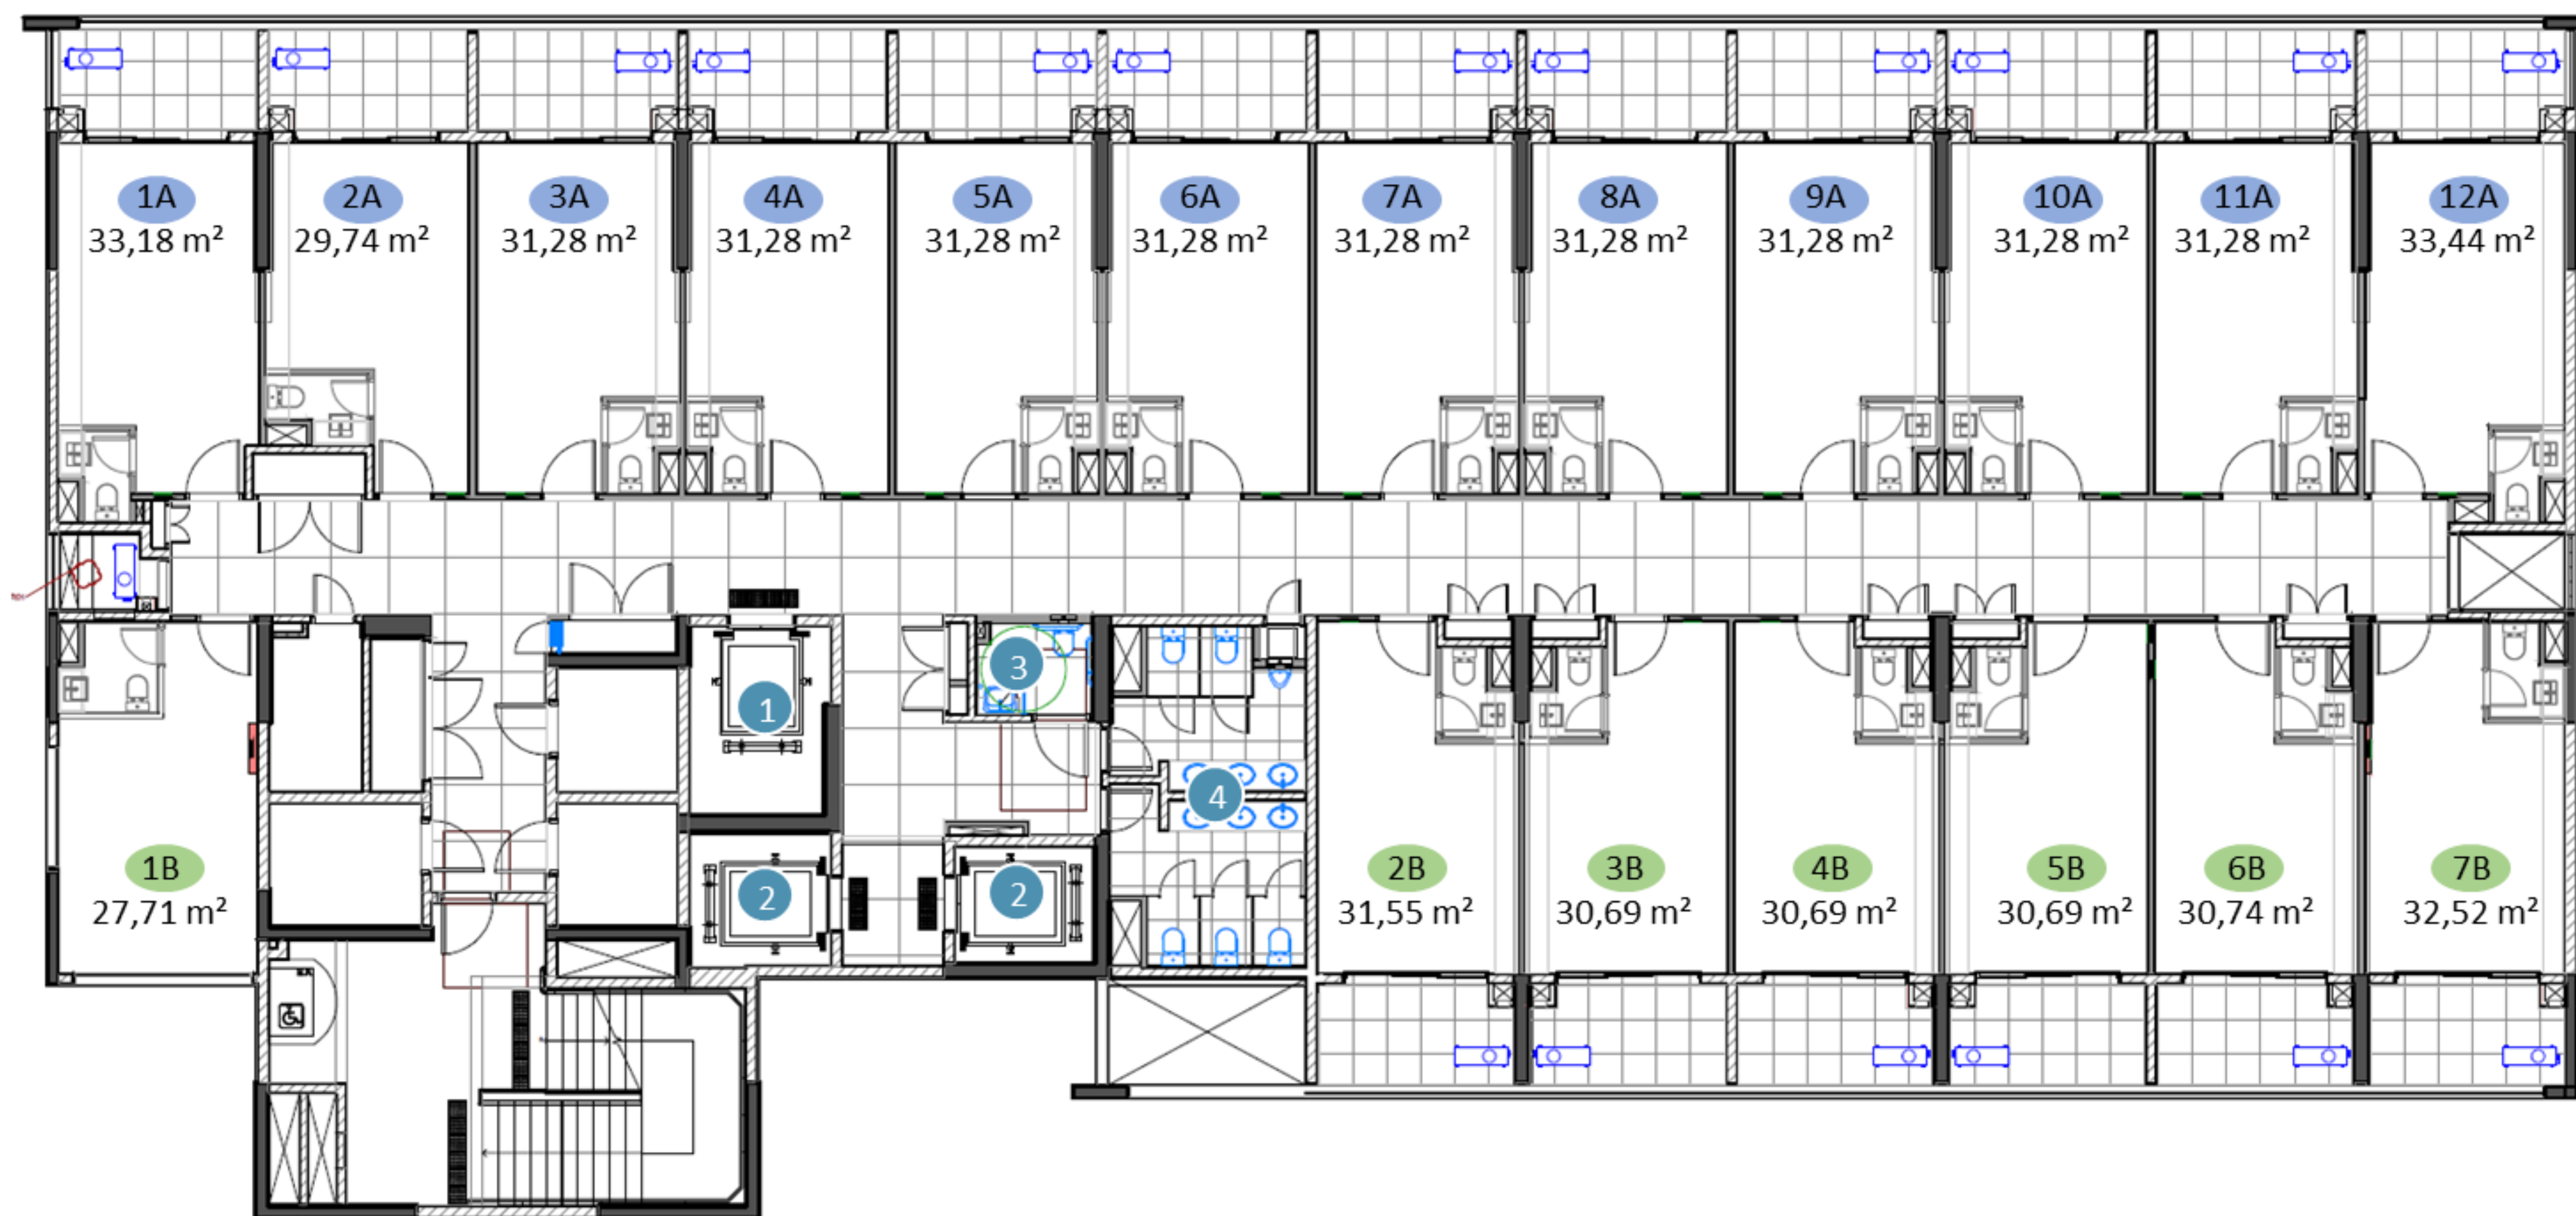 1A
33,18 m²
2A
29,74 m²
3A
31,28 m²
4A
31,28 m²
5A
31,28 m²
6A
31,28 m²
7A
31,28 m²
8A
31,28 m²
9A
31,28 m²
10A
31,28 m²
11A
31,28 m²
12A
33,44 m²
1
2
2
3
4
1B
27,71 m²
2B
31,55 m²
3B
30,69 m²
4B
30,69 m²
5B
30,69 m²
6B
30,74 m²
7B
32,52 m²